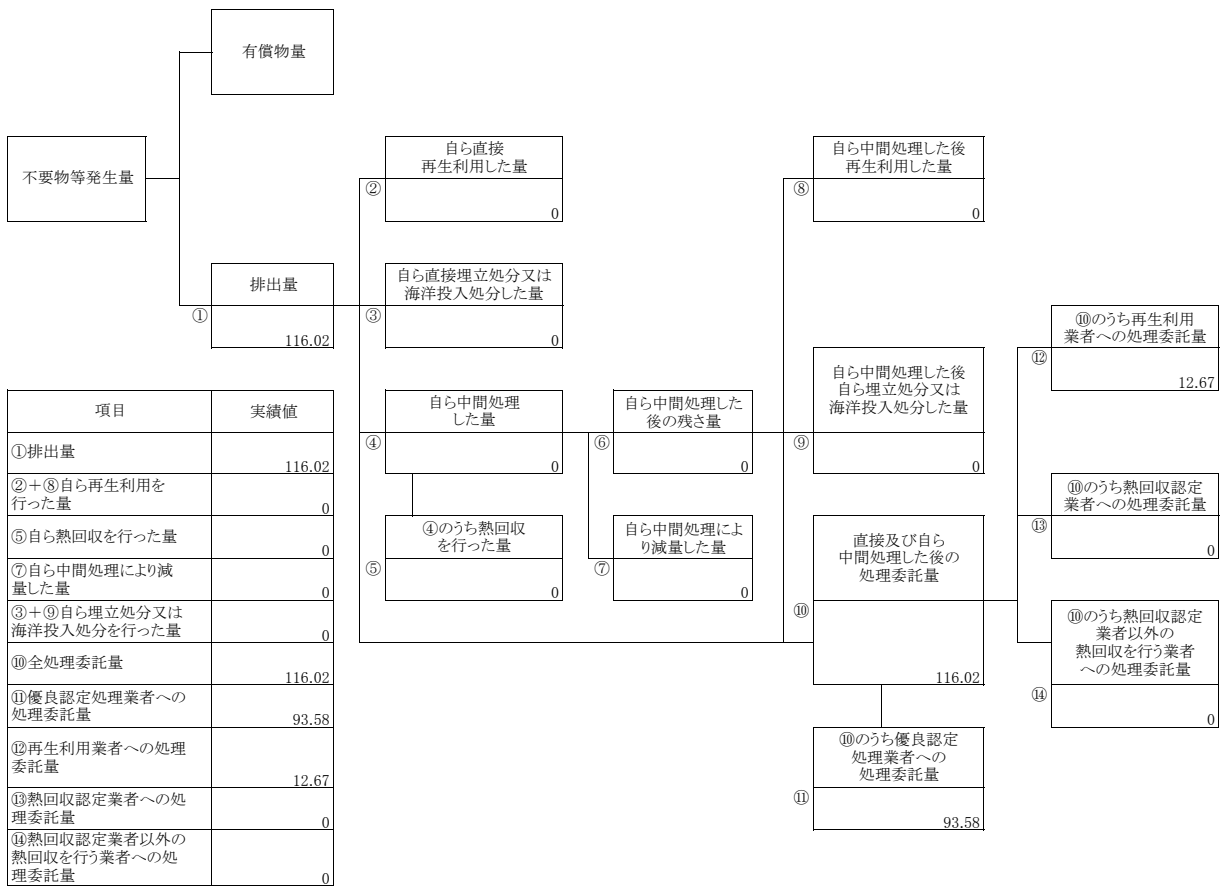 有償物量
不要物等発生量
自ら直接
再生利用した量
②
0
自ら中間処理した後
再生利用した量
⑧
0
排出量
①
116.02
自ら直接埋立処分又は
海洋投入処分した量
③
0
⑩のうち再生利用
業者への処理委託量
⑫
12.67
自ら中間処理
した量
④
0
自ら中間処理した
後の残さ量
⑥
0
自ら中間処理した後
自ら埋立処分又は
海洋投入処分した量
⑨
0
⑩のうち熱回収認定
業者への処理委託量
⑬
0
④のうち熱回収
を行った量
⑤
0
自ら中間処理によ
り減量した量
⑦
0
直接及び自ら
中間処理した後の
処理委託量
⑩
116.02
⑩のうち熱回収認定
業者以外の
熱回収を行う業者
への処理委託量
⑭
0
⑩のうち優良認定
処理業者への
処理委託量
⑪
93.58
項目 実績値
①排出量
116.02
②+⑧自ら再生利用を
行った量
0
⑤自ら熱回収を行った量
0
⑦自ら中間処理により減
量した量
0
③+⑨自ら埋立処分又は
海洋投入処分を行った量
0
⑩全処理委託量
116.02
⑪優良認定処理業者への
処理委託量
93.58
⑫再生利用業者への処理
委託量
12.67
⑬熱回収認定業者への処
理委託量
0
⑭熱回収認定業者以外の
熱回収を行う業者への処
理委託量
0